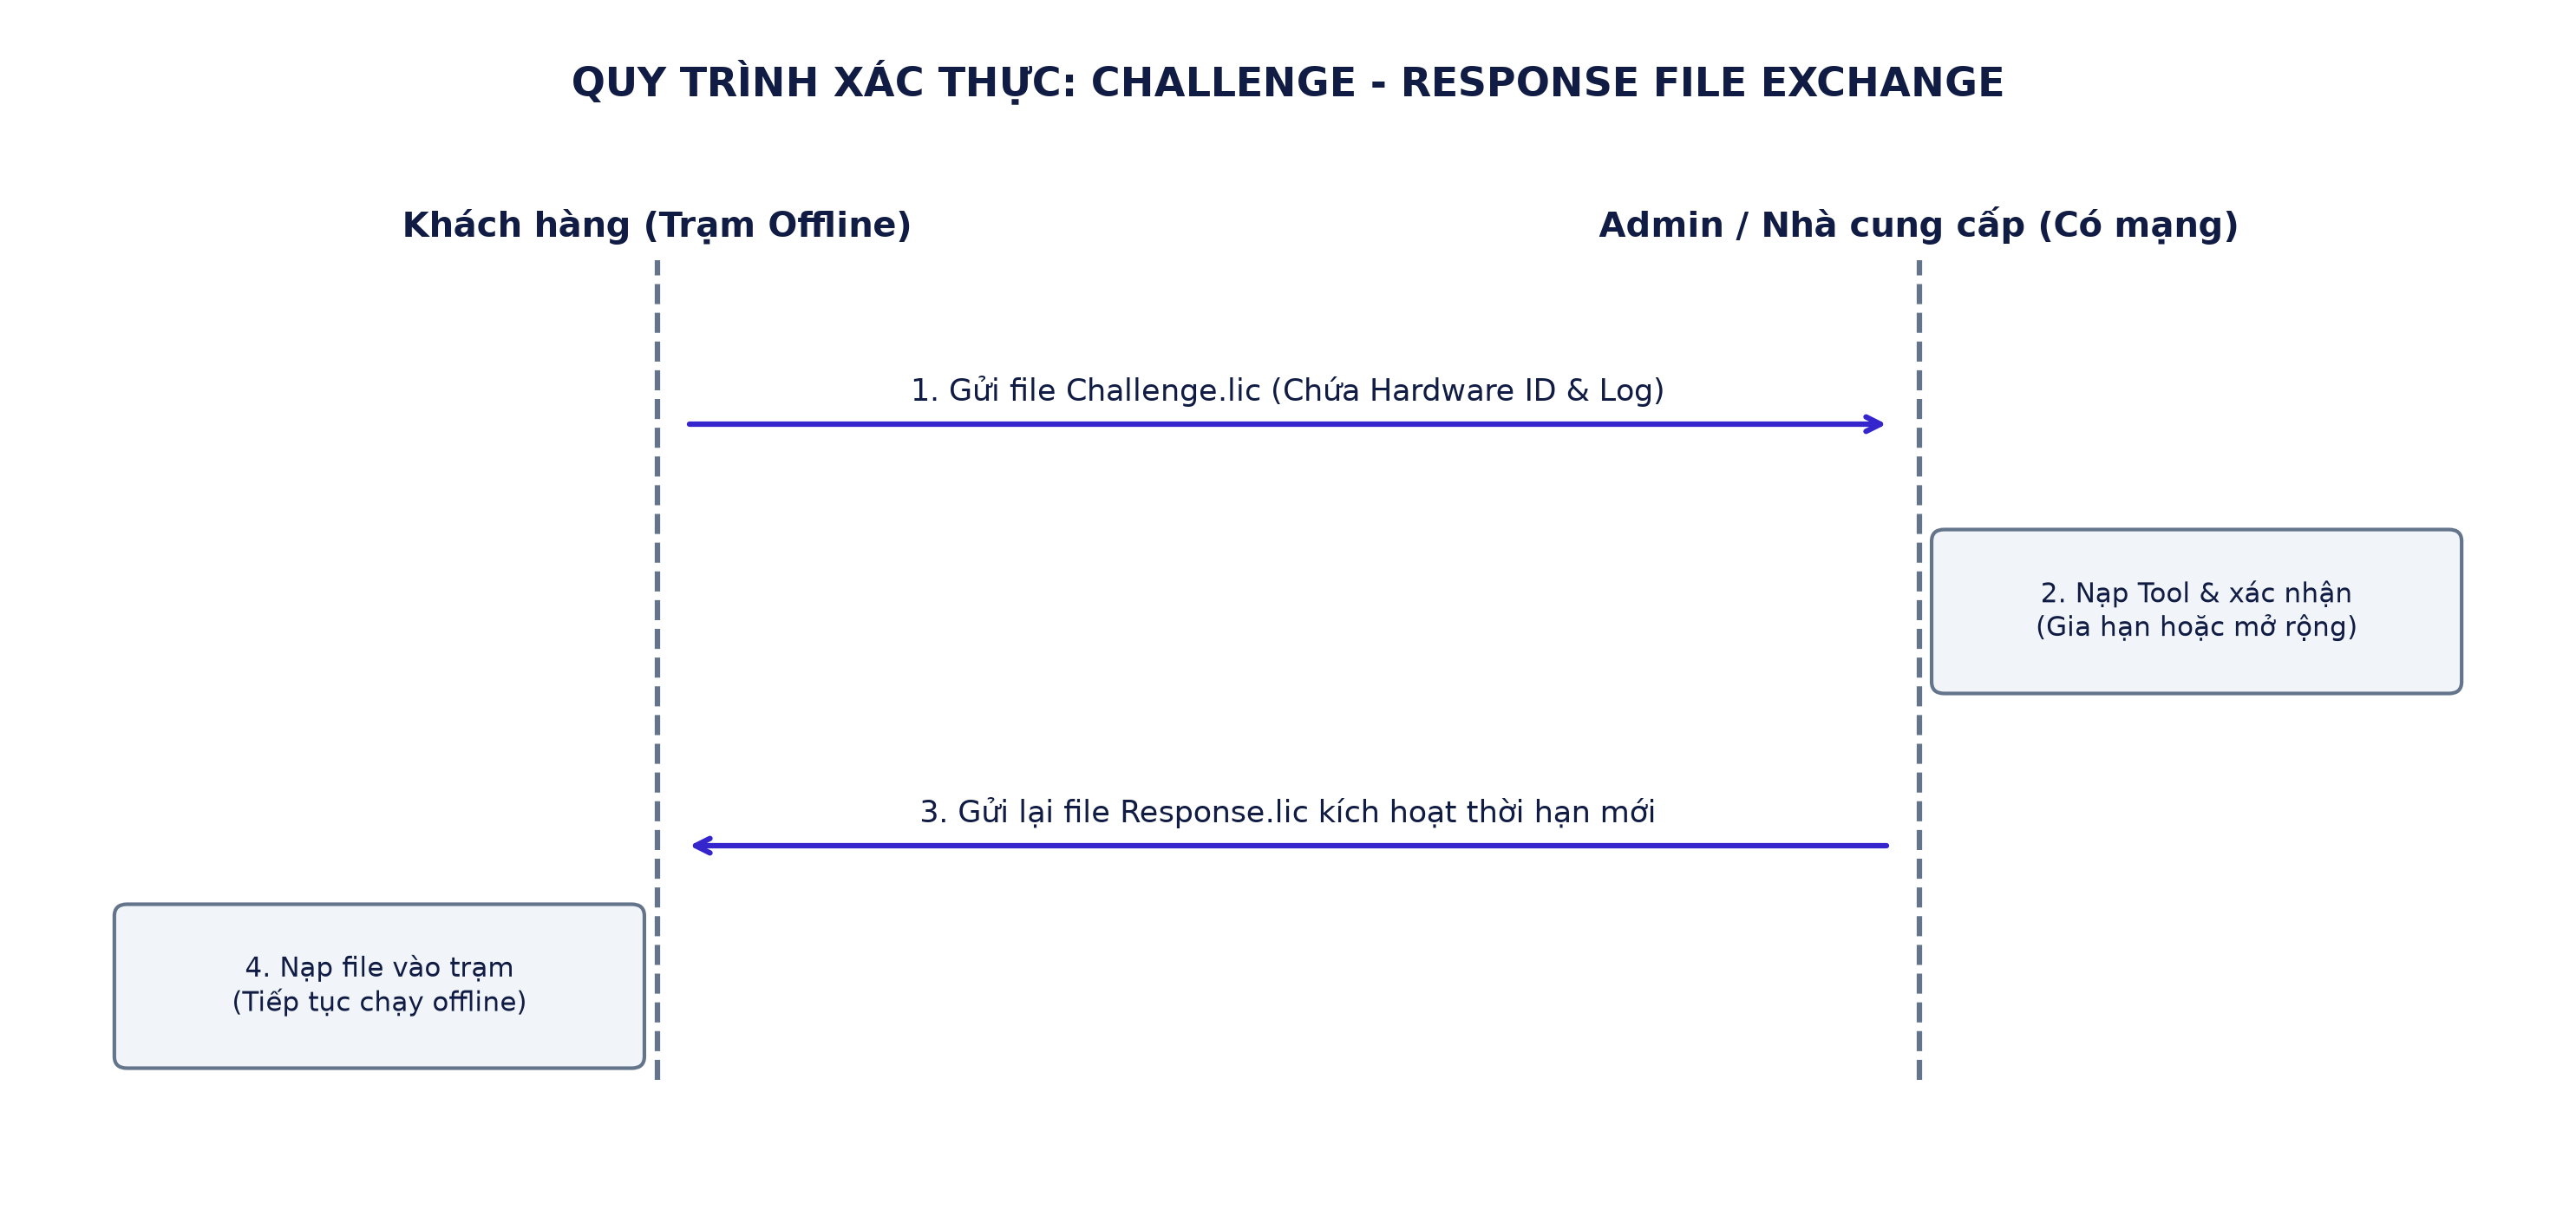 QUY TRÌNH XÁC THỰC: CHALLENGE - RESPONSE FILE EXCHANGE
Khách hàng (Trạm Offline)
Admin / Nhà cung cấp (Có mạng)
1. Gửi file Challenge.lic (Chứa Hardware ID & Log)
2. Nạp Tool & xác nhận
(Gia hạn hoặc mở rộng)
3. Gửi lại file Response.lic kích hoạt thời hạn mới
4. Nạp file vào trạm
(Tiếp tục chạy offline)